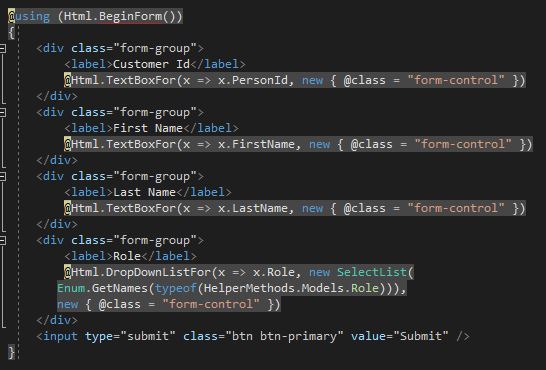 @using (Html.BeginForm())
{
<div class="form-group">
<label>Customer Id</label>
@Html.TextBoxFor(x => x.PersonId, new { @class = "form-control" })
</div>
<div class="form-group">
<label>First Name</label>
@Html.TextBoxFor(x => x.FirstName, new { @class = "form-control" })
</div>
<div class="form-group">
<label>Last Name</label>
@Html.TextBoxFor(x => x.LastName, new { @class = "form-control" })
</div>
<div class="form-group">
<label>Role</label>
@Html.DropDownListFor(x => x.Role, new SelectList(
Enum.GetNames(typeof(HelperMethods.Models.Role))),
new { @class = "form-control" })
</div>
<input type="submit" class="btn btn-primary" value="Submit" />
}